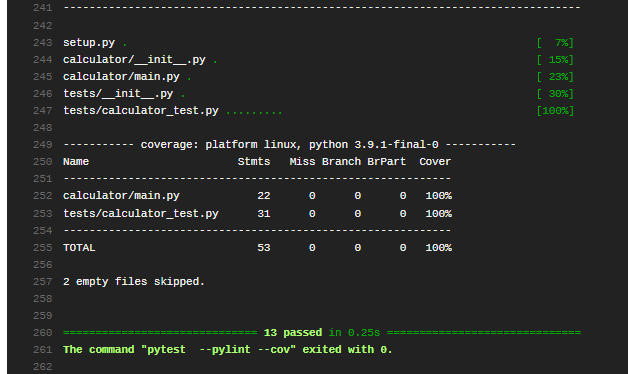 241 --------------------------------------------------------------------------------
242
243 setup.py . [  7%]
244 calculator/__init__.py . [ 15%]
245 calculator/main.py . [ 23%]
246 tests/__init__.py . [ 30%]
247 tests/calculator_test.py ......... [100%]
248
249 ----------- coverage: platform linux, python 3.9.1-final-0 -----------
250 Name                       Stmts   Miss Branch BrPart  Cover
251 ------------------------------------------------------------
252 calculator/main.py            22      0      0      0   100%
253 tests/calculator_test.py      31      0      0      0   100%
254 ------------------------------------------------------------
255 TOTAL                         53      0      0      0   100%
256
257 2 empty files skipped.
258
259
260 ============================== 13 passed in 0.25s ==============================
261 The command "pytest  --pylint --cov" exited with 0.
262